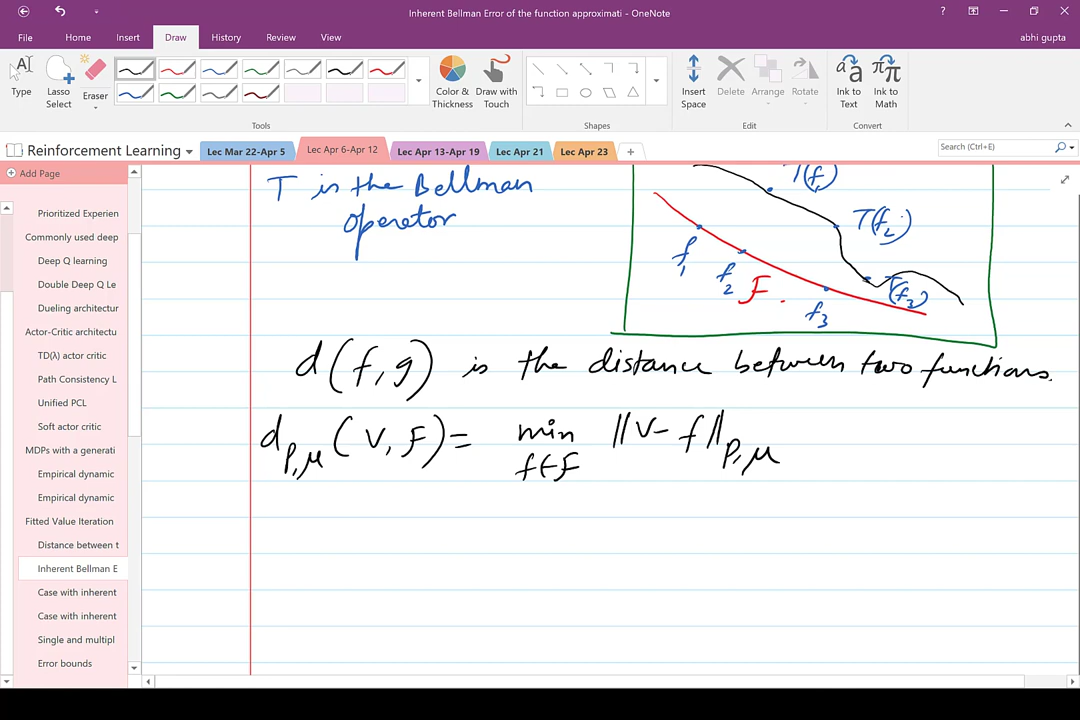 Inherent Bellman Error of the function approximati - OneNote
File Home Insert Draw History Review View
abhi gupta
Type
Lasso Select
Eraser
Color & Thickness
Draw with Touch
Insert Space
Delete
Arrange
Rotate
Ink to Text
Ink to Math
Tools
Shapes
Edit
Convert
Reinforcement Learning
Lec Mar 22-Apr 5
Lec Apr 6-Apr 12
Lec Apr 13-Apr 19
Lec Apr 21
Lec Apr 23
Search (Ctrl+E)
Add Page
Prioritized Experien
Commonly used deep
Deep Q learning
Double Deep Q Le
Dueling architectur
Actor-Critic architectu
TD(λ) actor critic
Path Consistency L
Unified PCL
Soft actor critic
MDPs with a generati
Empirical dynamic
Empirical dynamic
Fitted Value Iteration
Distance between t
Inherent Bellman E
Case with inherent
Case with inherent
Single and multipl
Error bounds
T is the Bellman
operator
T(f₁)
T(f₂)
T(f₃)
f₁
f₂
F
f₃
d(f,g) is the distance between two functions.
d_{p,μ}(V,F) = min_{f∈F} ||V-f||_{p,μ}